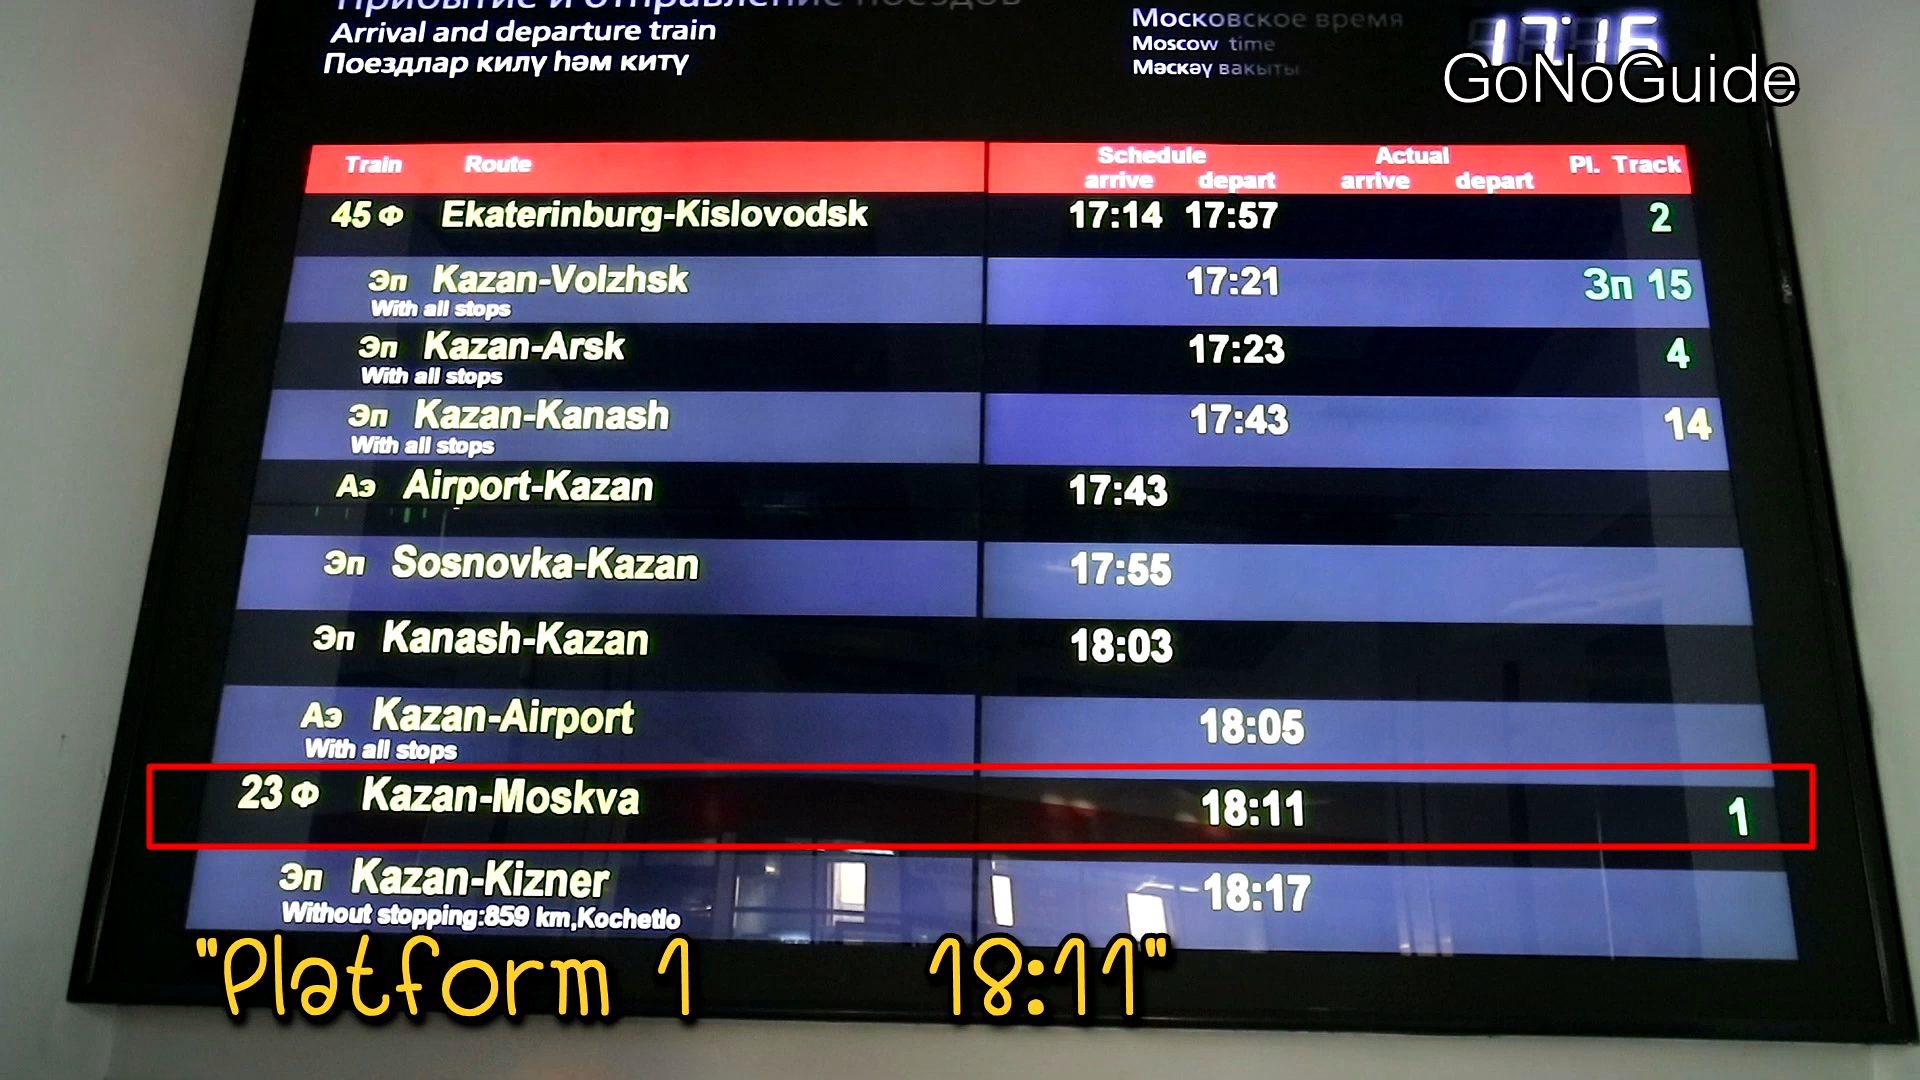 Прибытие и отправление поездов
Arrival and departure train
Поездлар килү һәм китү
Московское время
Moscow time
Мәскәү вакыты
17:16
GoNoGuide
Train Route Schedule arrive depart Actual arrive depart Pl. Track
45 Ф Ekaterinburg-Kislovodsk 17:14 17:57 2
Эп Kazan-Volzhsk 17:21 3п 15
With all stops
Эп Kazan-Arsk 17:23 4
With all stops
Эп Kazan-Kanash 17:43 14
With all stops
Аэ Airport-Kazan 17:43
Эп Sosnovka-Kazan 17:55
Эп Kanash-Kazan 18:03
Аэ Kazan-Airport 18:05
With all stops
23 Ф Kazan-Moskva 18:11 1
Эп Kazan-Kizner 18:17
Without stopping:859 km,Kochetlo
"Platform 1 18:11"